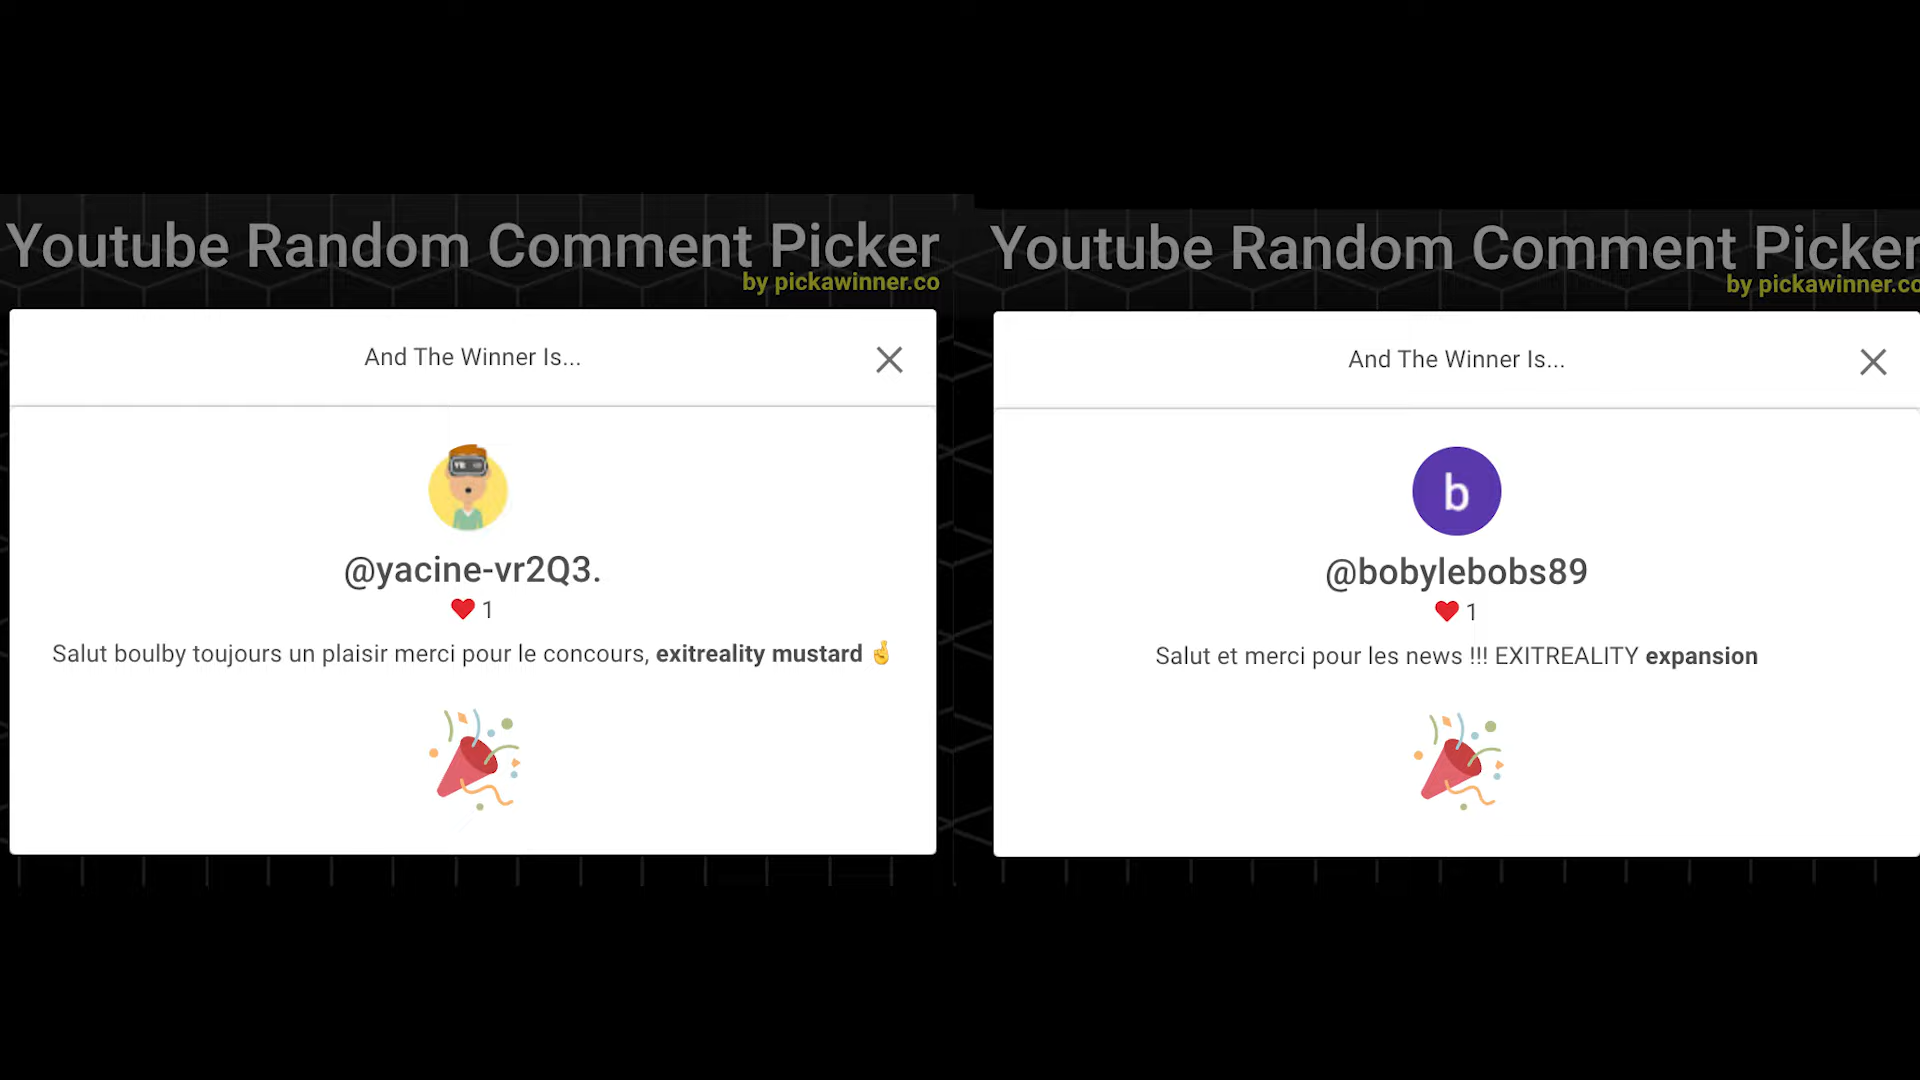 Youtube Random Comment Picker
by pickawinner.co
And The Winner Is...
VR
@yacine-vr2Q3.
❤ 1
Salut boulby toujours un plaisir merci pour le concours, exitreality mustard 🤞
Youtube Random Comment Picker
by pickawinner.co
And The Winner Is...
b
@bobylebobs89
❤ 1
Salut et merci pour les news !!! EXITREALITY expansion